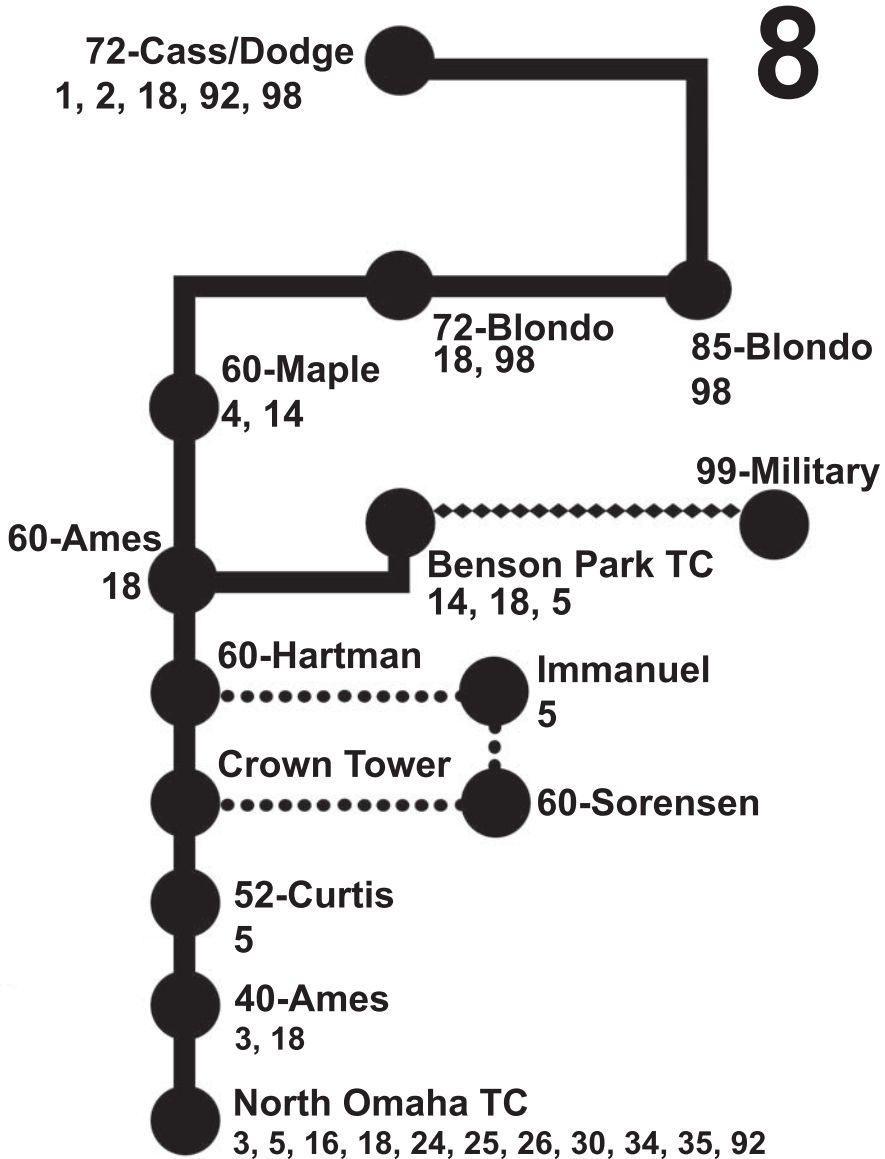 8
72-Cass/Dodge
1, 2, 18, 92, 98
72-Blondo
18, 98
85-Blondo
98
60-Maple
4, 14
99-Military
60-Ames
18
Benson Park TC
14, 18, 5
60-Hartman
Immanuel
5
Crown Tower
60-Sorensen
52-Curtis
5
40-Ames
3, 18
North Omaha TC
3, 5, 16, 18, 24, 25, 26, 30, 34, 35, 92